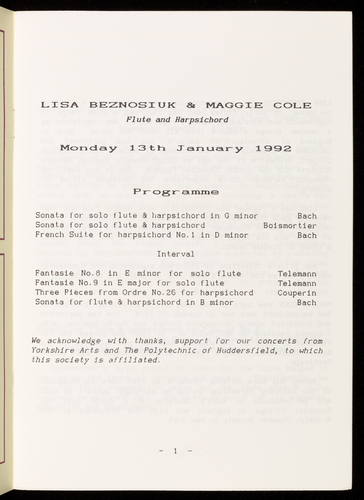 LISA BEZNOSIUK & MAGGIE COLE
Flute and Harpsichord
Monday 13th January 1992
Programme
Sonata for solo flute & harpsichord in G minor Bach
Sonata for solo flute & harpsichord Boismortier
French Suite for harpsichord No.1 in D minor Bach
Interval
Fantasie No.8 in E minor for solo flute Telemann
Fantasie No.9 in E major for solo flute Telemann
Three Pieces from Ordre No.26 for harpsichord Couperin
Sonata for flute & harpsichord in B minor Bach
We acknowledge with thanks, support for our concerts from
Yorkshire Arts and The Polytechnic of Huddersfield, to which
this society is affiliated.
- 1 -